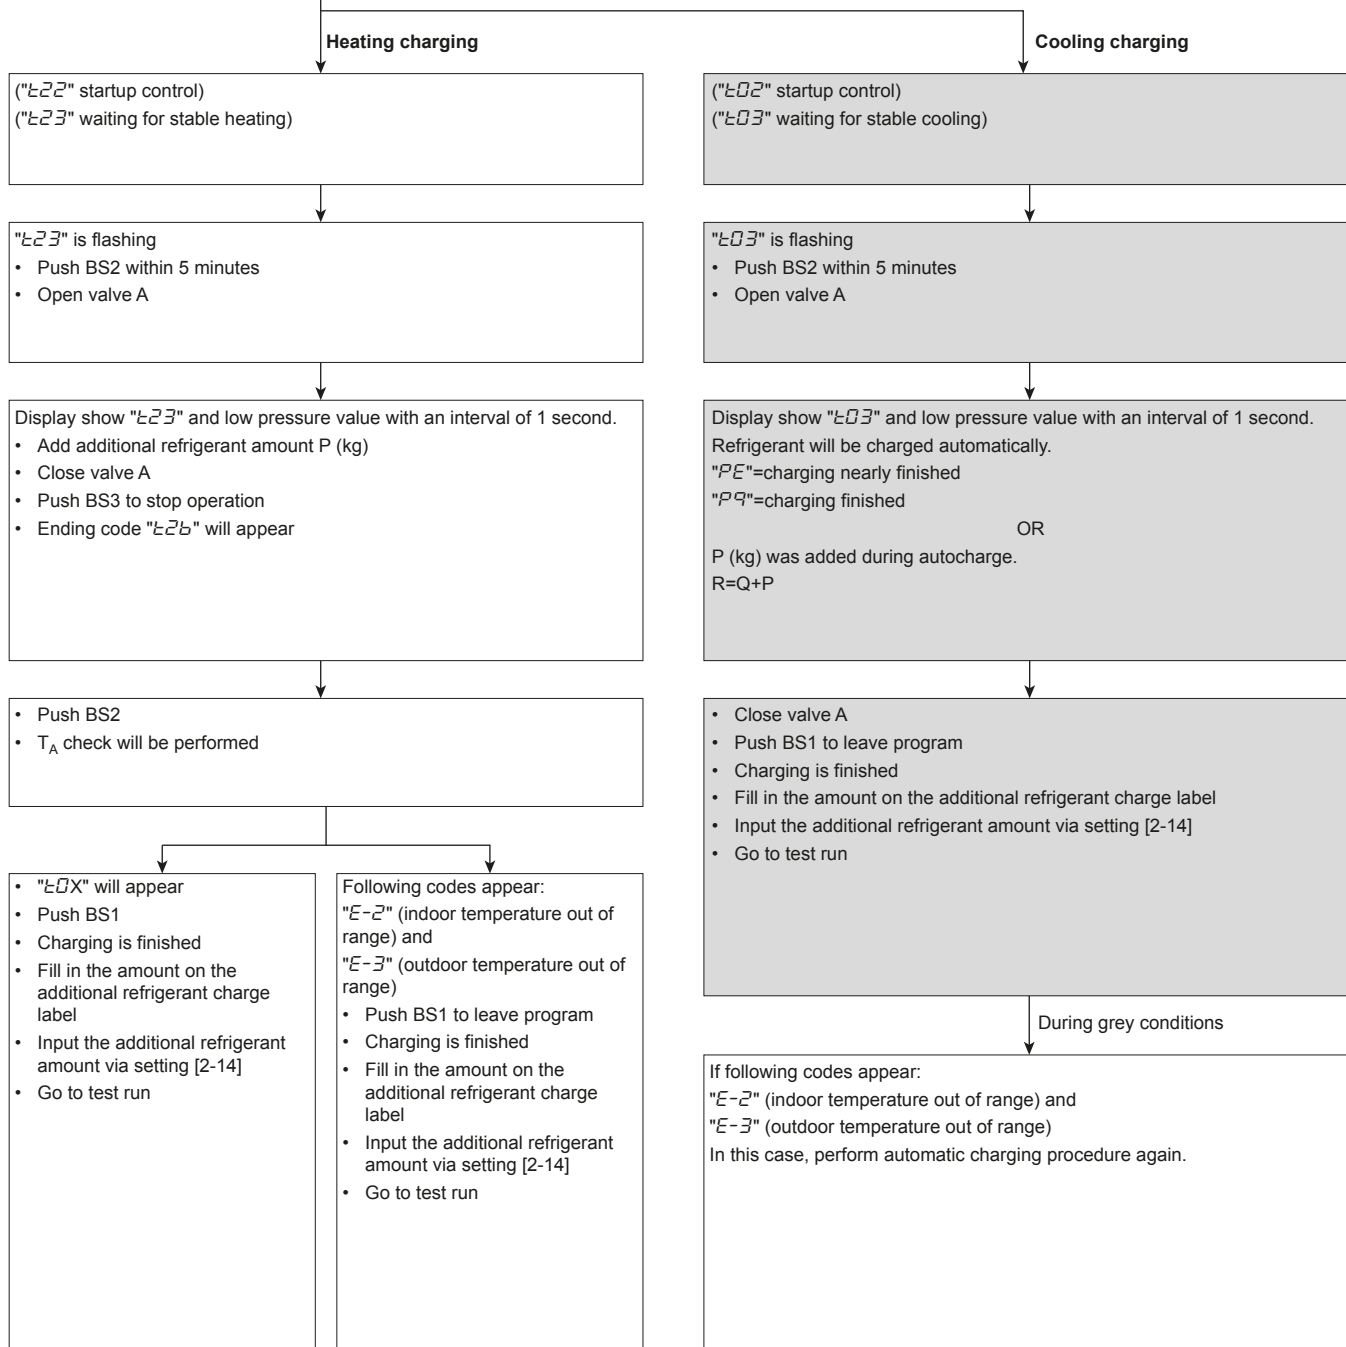 Heating charging
("t22" startup control)
("t23" waiting for stable heating)
"t23" is flashing
• Push BS2 within 5 minutes
• Open valve A
Display show "t23" and low pressure value with an interval of 1 second.
• Add additional refrigerant amount P (kg)
• Close valve A
• Push BS3 to stop operation
• Ending code "t2b" will appear
• Push BS2
• TA check will be performed
• "t0X" will appear
• Push BS1
• Charging is finished
• Fill in the amount on the
additional refrigerant charge
label
• Input the additional refrigerant
amount via setting [2-14]
• Go to test run
Following codes appear:
"E-2" (indoor temperature out of
range) and
"E-3" (outdoor temperature out of
range)
• Push BS1 to leave program
• Charging is finished
• Fill in the amount on the
additional refrigerant charge
label
• Input the additional refrigerant
amount via setting [2-14]
• Go to test run
Cooling charging
("t02" startup control)
("t03" waiting for stable cooling)
"t03" is flashing
• Push BS2 within 5 minutes
• Open valve A
Display show "t03" and low pressure value with an interval of 1 second.
Refrigerant will be charged automatically.
"PE"=charging nearly finished
"P9"=charging finished
OR
P (kg) was added during autocharge.
R=Q+P
• Close valve A
• Push BS1 to leave program
• Charging is finished
• Fill in the amount on the additional refrigerant charge label
• Input the additional refrigerant amount via setting [2-14]
• Go to test run
During grey conditions
If following codes appear:
"E-2" (indoor temperature out of range) and
"E-3" (outdoor temperature out of range)
In this case, perform automatic charging procedure again.